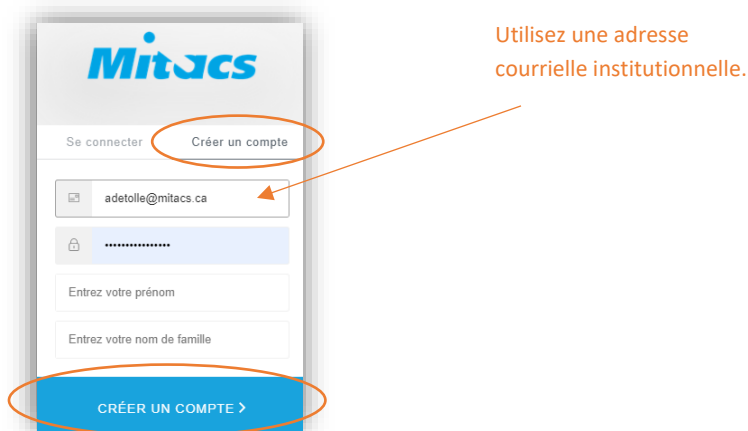 Mitacs
Utilisez une adresse
courrielle institutionnelle.
Se connecter Créer un compte
adetolle@mitacs.ca
••••••••••••••••
Entrez votre prénom
Entrez votre nom de famille
CRÉER UN COMPTE >